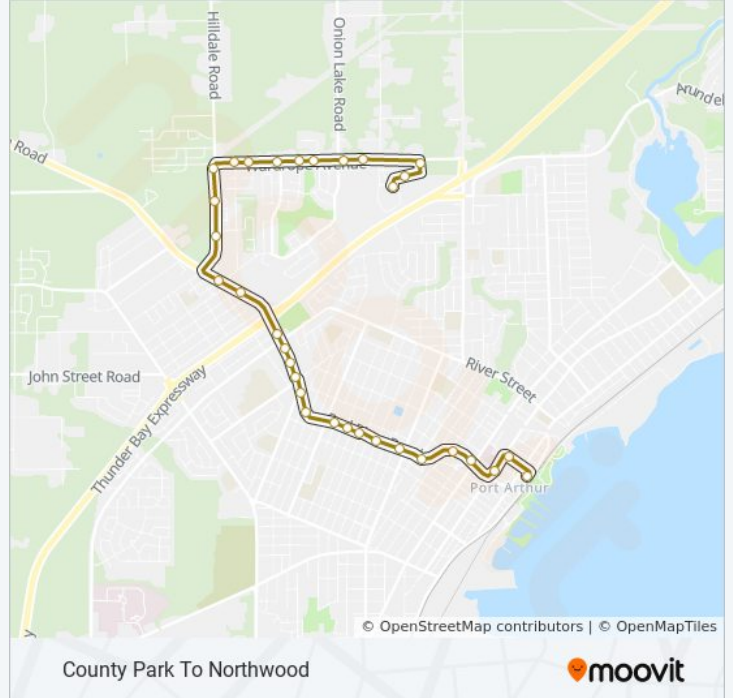 Hilldale Road
Onion Lake Road
Arundel
Road
Wardrope Avenue
River Street
John Street Road
Thunder Bay Expressway
Port Arthur
© OpenStreetMap contributors | © OpenMapTiles
County Park To Northwood
moovit